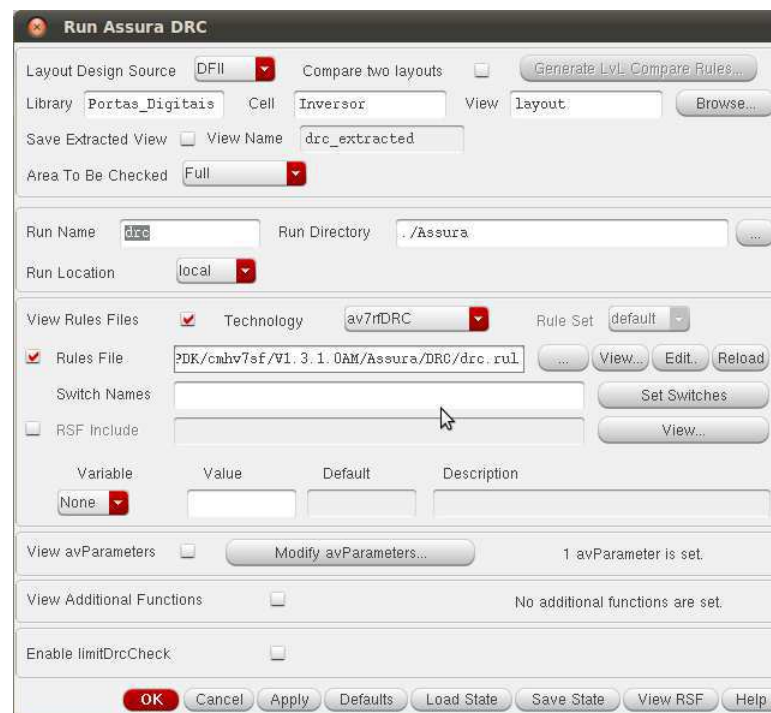 Run Assura DRC
Layout Design Source DFII Compare two layouts Generate LvL Compare Rules...
Library Portas_Digitais Cell Inversor View layout Browse...
Save Extracted View View Name drc_extracted
Area To Be Checked Full
Run Name drc Run Directory ./Assura ...
Run Location local
View Rules Files Technology av7rfDRC Rule Set default
Rules File PDK/cmhv7sf/V1.3.1.0AM/Assura/DRC/drc.rul ... View... Edit.. Reload
Switch Names Set Switches
RSF Include View...
Variable Value Default Description
None
View avParameters Modify avParameters... 1 avParameter is set.
View Additional Functions No additional functions are set.
Enable limitDrcCheck
OK Cancel Apply Defaults Load State Save State View RSF Help